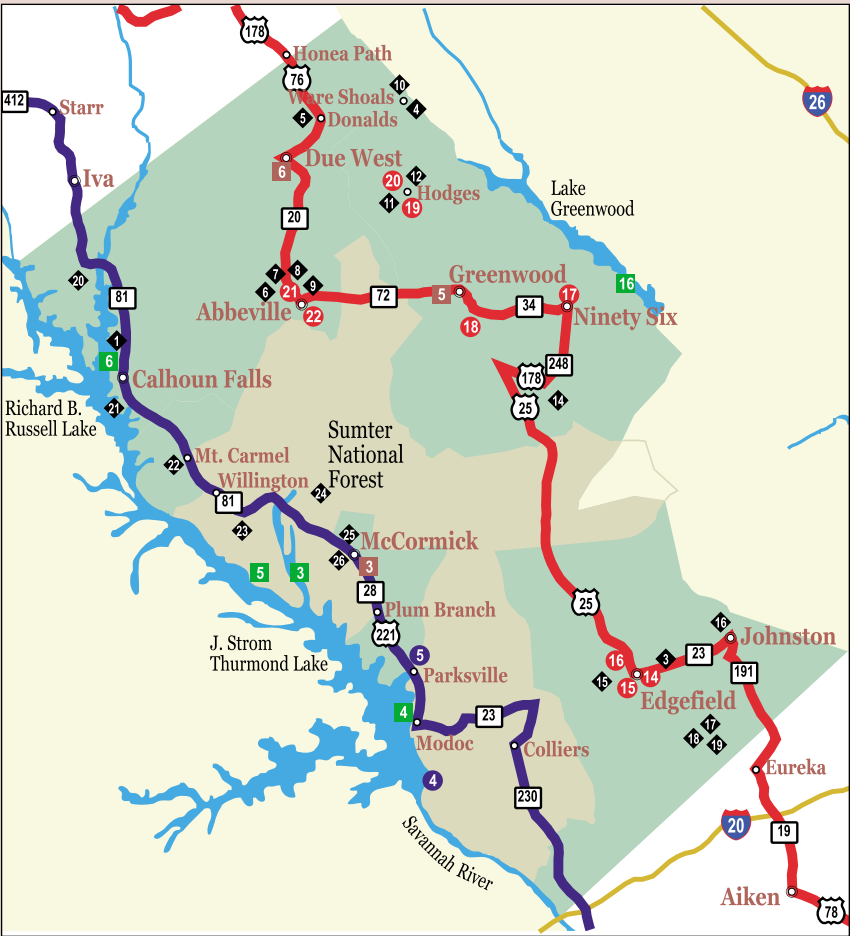 178
Honea Path
76
26
10
412
Starr
Ware Shoals
4
5
Donalds
Due West
6
Iva
20
12
Hodges
11
19
Lake
Greenwood
20
7
8
20
81
6
21
9
Greenwood
16
Abbeville
22
72
5
34
17
18
Ninety Six
1
6
248
Calhoun Falls
178
25
14
21
Richard B.
Russell Lake
Sumter
National
Forest
Mt. Carmel
22
Willington
24
81
23
25
McCormick
26
3
5
3
28
25
Plum Branch
221
16
Johnston
J. Strom
Thurmond Lake
5
Parksville
16
3
23
191
15
14
15
Edgefield
4
23
17
18
19
Modoc
Colliers
Eureka
4
230
20
19
Savannah River
Aiken
78